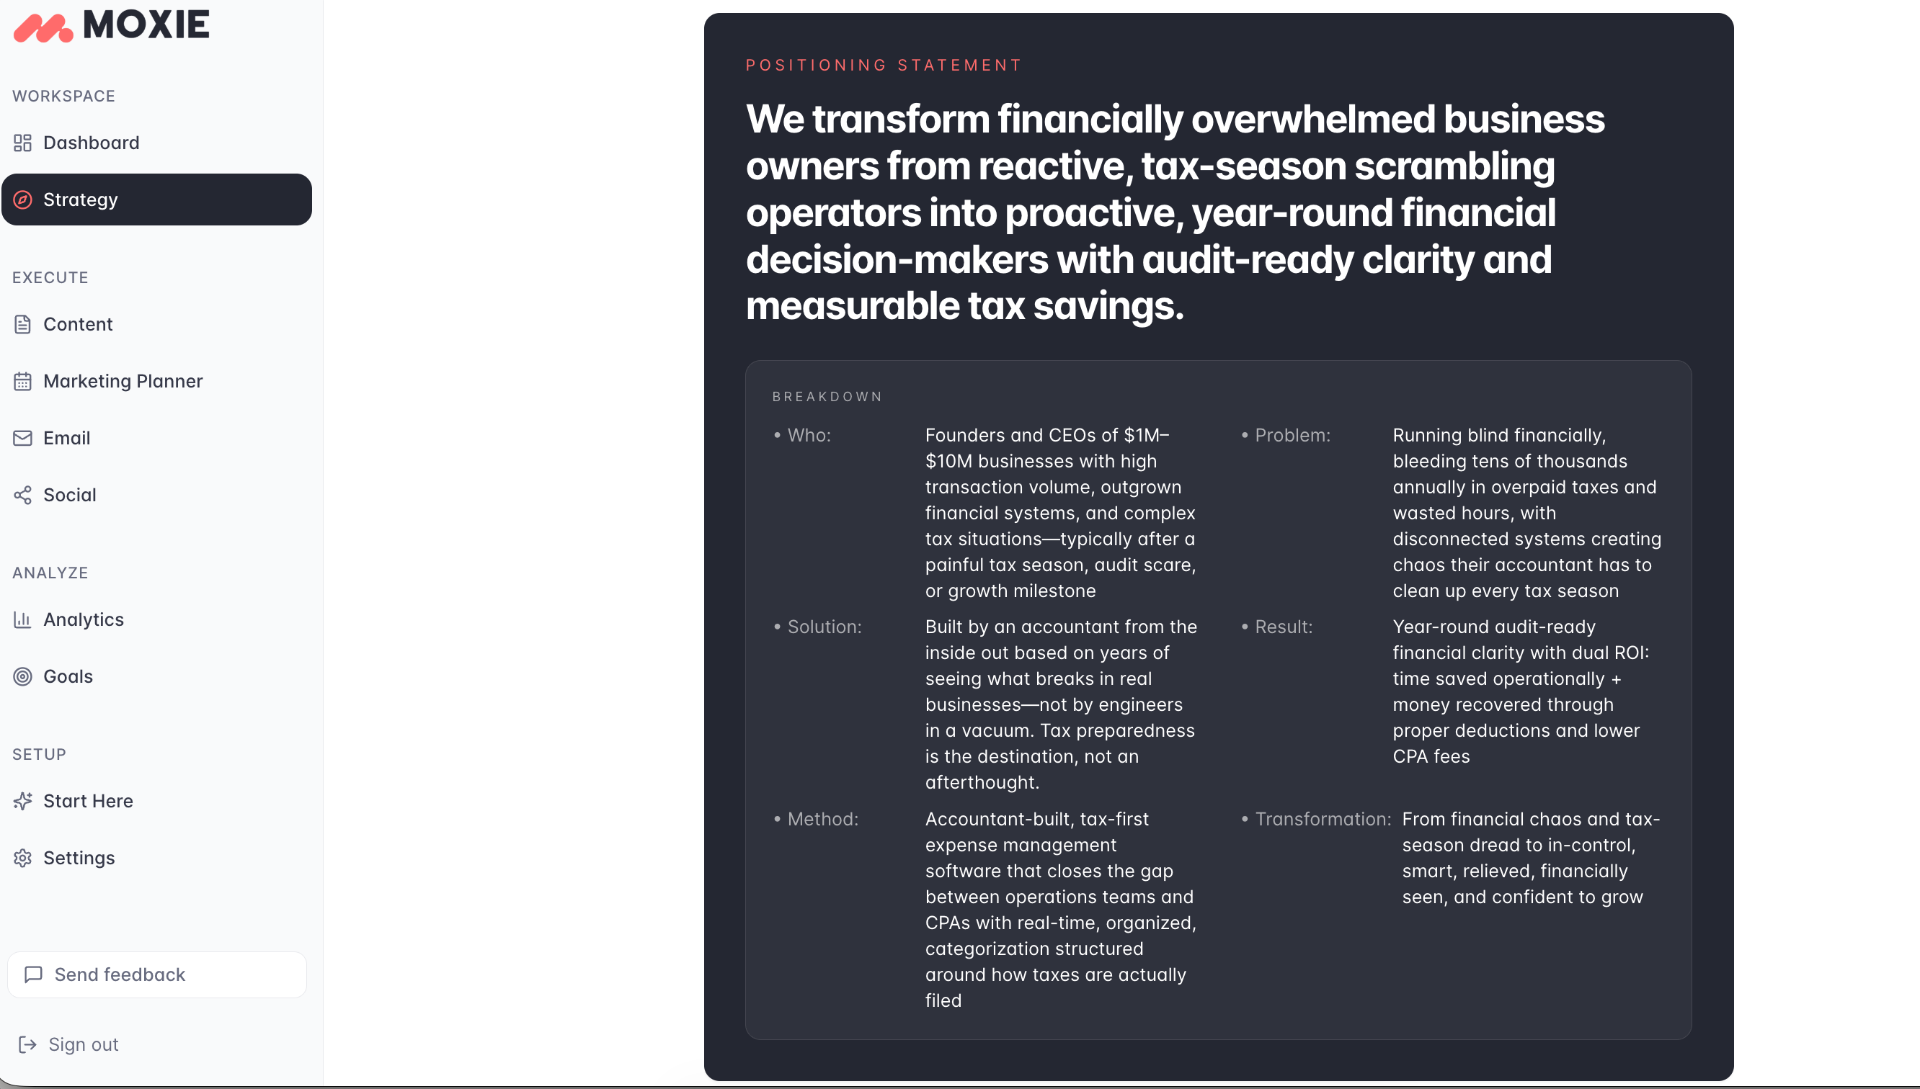 MOXIE
WORKSPACE
Dashboard
Strategy
EXECUTE
Content
Marketing Planner
Email
Social
ANALYZE
Analytics
Goals
SETUP
Start Here
Settings
Send feedback
Sign out
POSITIONING STATEMENT
We transform financially overwhelmed business
owners from reactive, tax-season scrambling
operators into proactive, year-round financial
decision-makers with audit-ready clarity and
measurable tax savings.
BREAKDOWN
• Who:
Founders and CEOs of $1M–
$10M businesses with high
transaction volume, outgrown
financial systems, and complex
tax situations—typically after a
painful tax season, audit scare,
or growth milestone
• Problem:
Running blind financially,
bleeding tens of thousands
annually in overpaid taxes and
wasted hours, with
disconnected systems creating
chaos their accountant has to
clean up every tax season
• Solution:
Built by an accountant from the
inside out based on years of
seeing what breaks in real
businesses—not by engineers
in a vacuum. Tax preparedness
is the destination, not an
afterthought.
• Result:
Year-round audit-ready
financial clarity with dual ROI:
time saved operationally +
money recovered through
proper deductions and lower
CPA fees
• Method:
Accountant-built, tax-first
expense management
software that closes the gap
between operations teams and
CPAs with real-time, organized,
categorization structured
around how taxes are actually
filed
• Transformation:
From financial chaos and tax-
season dread to in-control,
smart, relieved, financially
seen, and confident to grow